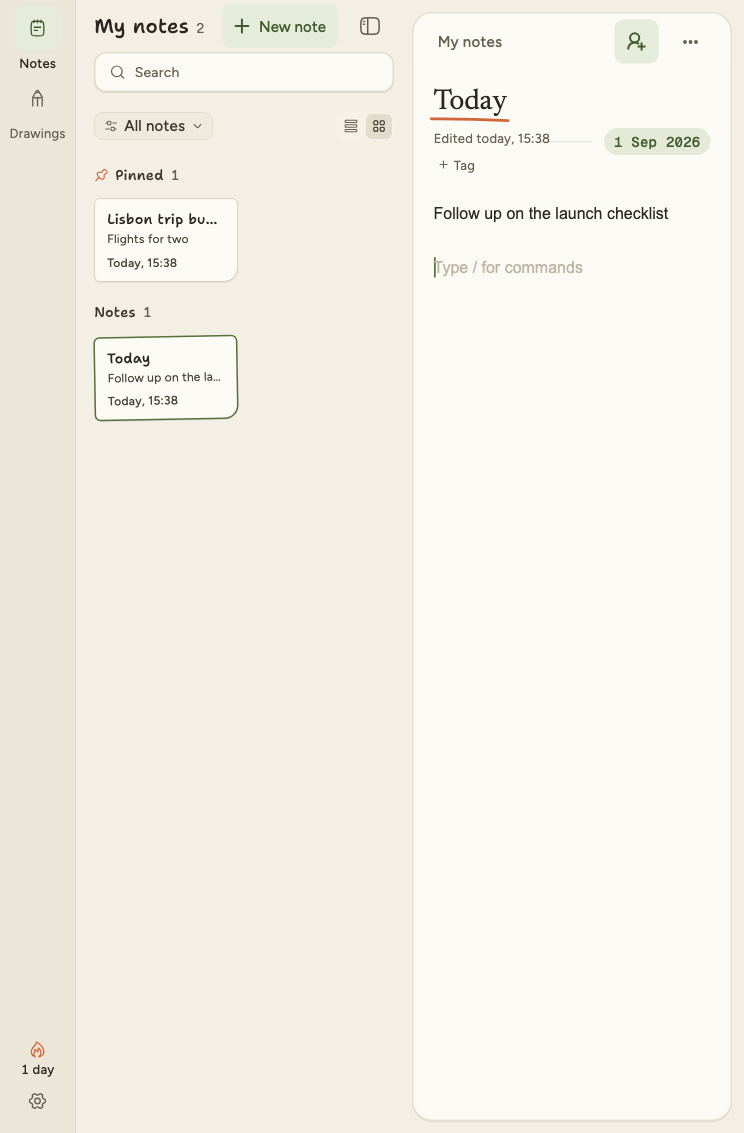 Notes
Drawings
1 day
My notes 2
New note
Search
All notes
Pinned 1
Lisbon trip bu...
Flights for two
Today, 15:38
Notes 1
Today
Follow up on the la...
Today, 15:38
My notes
Today
Edited today, 15:38
1 Sep 2026
+ Tag
Follow up on the launch checklist
Type / for commands